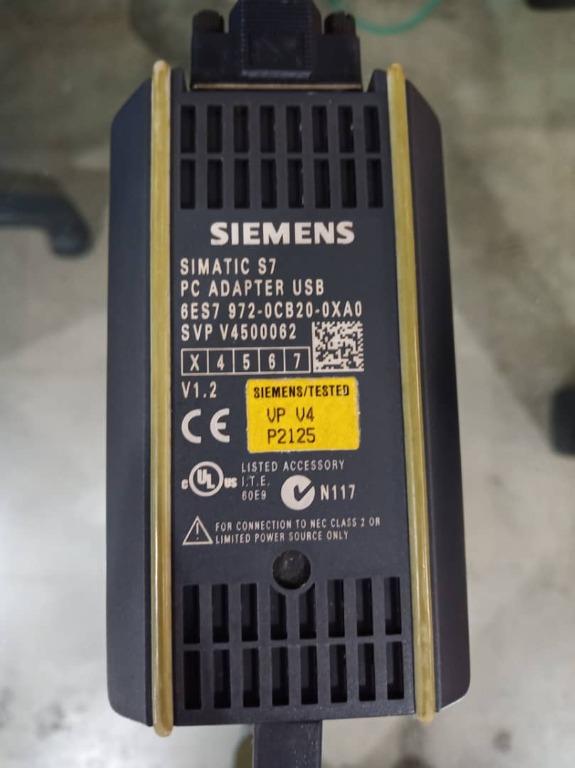 SIEMENS
SIMATIC S7
PC ADAPTER USB
6ES7 972-0CB20-0XA0
SVP V4500062
X 4 5 6 7
V1.2
SIEMENS/TESTED
VP V4
P2125
CE
c UL us
LISTED ACCESSORY
I.T.E.
60E9
N117
FOR CONNECTION TO NEC CLASS 2 OR
LIMITED POWER SOURCE ONLY